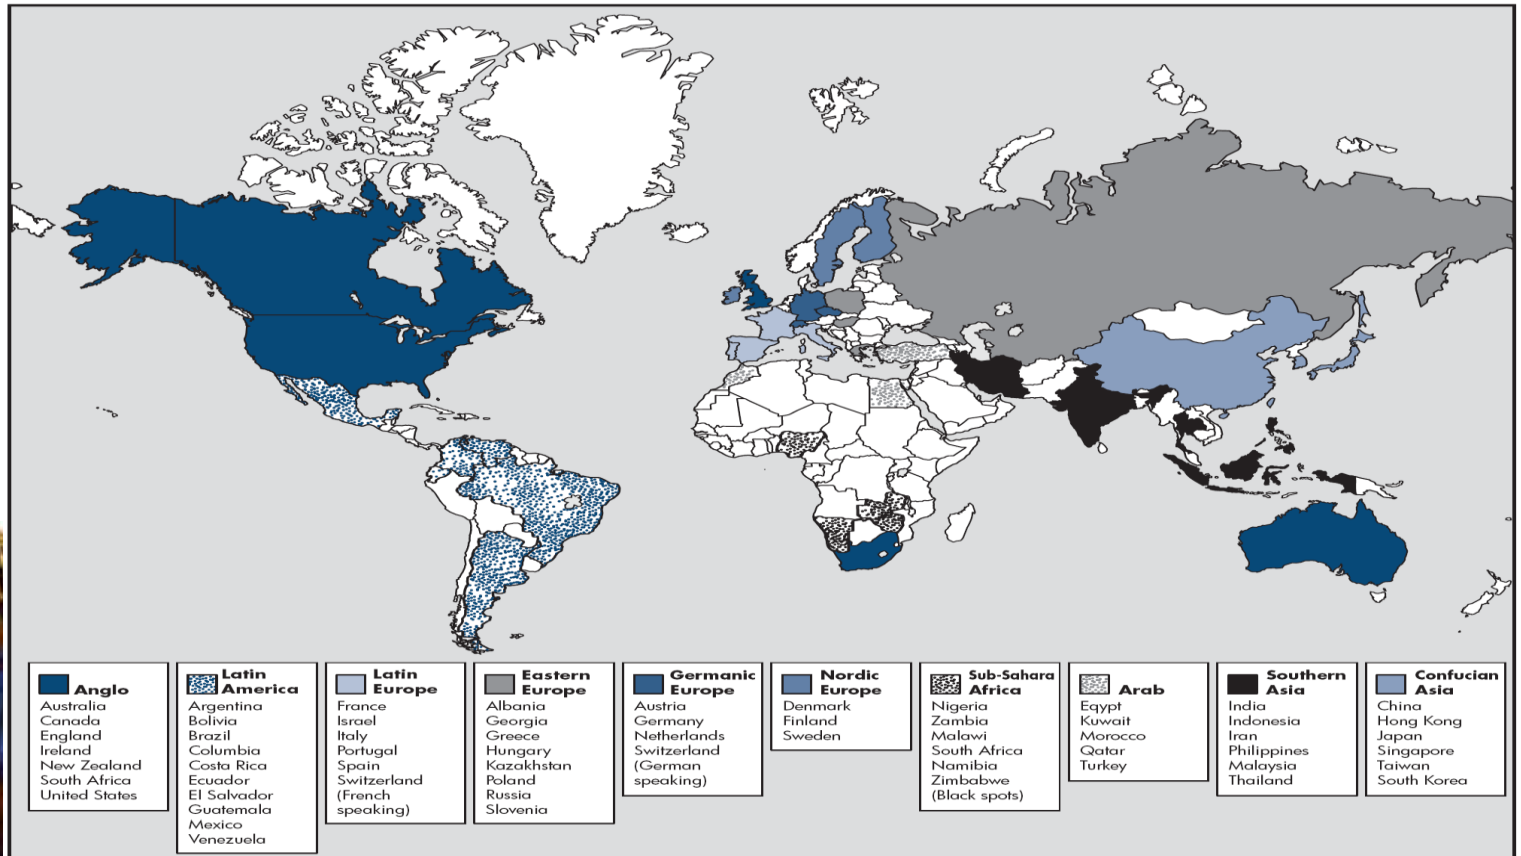 Anglo
Australia
Canada
England
Ireland
New Zealand
South Africa
United States
Latin
America
Argentina
Bolivia
Brazil
Columbia
Costa Rica
Ecuador
El Salvador
Guatemala
Mexico
Venezuela
Latin
Europe
France
Israel
Italy
Portugal
Spain
Switzerland
(French
speaking)
Eastern
Europe
Albania
Georgia
Greece
Hungary
Kazakhstan
Poland
Russia
Slovenia
Germanic
Europe
Austria
Germany
Netherlands
Switzerland
(German
speaking)
Nordic
Europe
Denmark
Finland
Sweden
Sub-Sahara
Africa
Nigeria
Zambia
Malawi
South Africa
Namibia
Zimbabwe
(Black spots)
Arab
Eqypt
Kuwait
Morocco
Qatar
Turkey
Southern
Asia
India
Indonesia
Iran
Philippines
Malaysia
Thailand
Confucian
Asia
China
Hong Kong
Japan
Singapore
Taiwan
South Korea